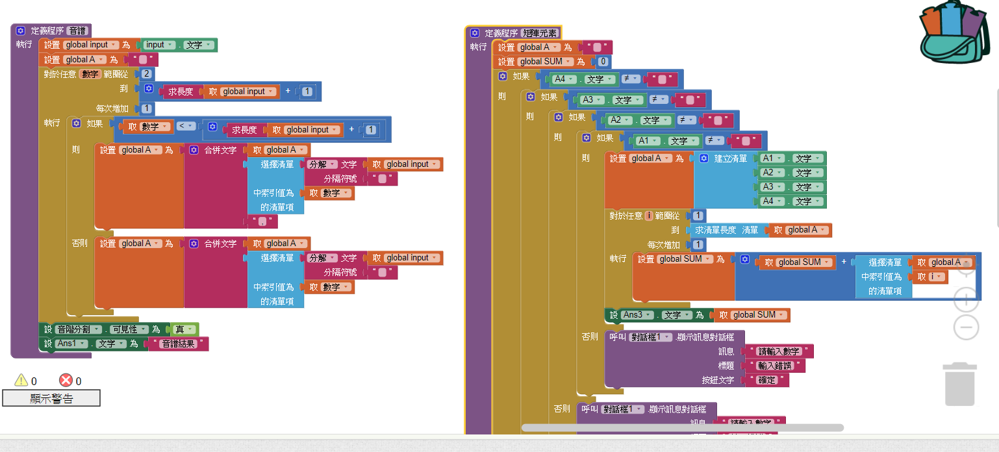 定義程序 音譜
執行 設置 global input 為 input . 文字
設置 global A 為 “ ”
對於任意 數字 範圍從 2
到 求長度 取 global input + 1
每次增加 1
執行 如果 取 數字 < 求長度 取 global input + 1
則 設置 global A 為 合併文字 取 global A
選擇清單 分解 文字 取 global input
分隔符號 “ ”
中索引值為 取 數字
的清單項
“ , ”
否則 設置 global A 為 合併文字 取 global A
選擇清單 分解 文字 取 global input
分隔符號 “ ”
中索引值為 取 數字
的清單項
設 音階分割 . 可見性 為 真
設 Ans1 . 文字 為 “ 音譜結果 ”
0 0
顯示警告
定義程序 矩陣元素
執行 設置 global A 為 “ ”
設置 global SUM 為 0
如果 A4 . 文字 ≠ “ ”
則 如果 A3 . 文字 ≠ “ ”
則 如果 A2 . 文字 ≠ “ ”
則 如果 A1 . 文字 ≠ “ ”
則 設置 global A 為 建立清單 A1 . 文字
A2 . 文字
A3 . 文字
A4 . 文字
對於任意 i 範圍從 1
到 求清單長度 清單 取 global A
每次增加 1
執行 設置 global SUM 為 取 global SUM + 選擇清單 取 global A
中索引值為 取 i
的清單項
設 Ans3 . 文字 為 取 global SUM
否則 呼叫 對話框1 .顯示訊息對話框
訊息 “ 請輸入數字 ”
標題 “ 輸入錯誤 ”
按鈕文字 “ 確定 ”
否則 呼叫 對話框1 .顯示訊息對話框
訊息 “ 請輸入數字 ”